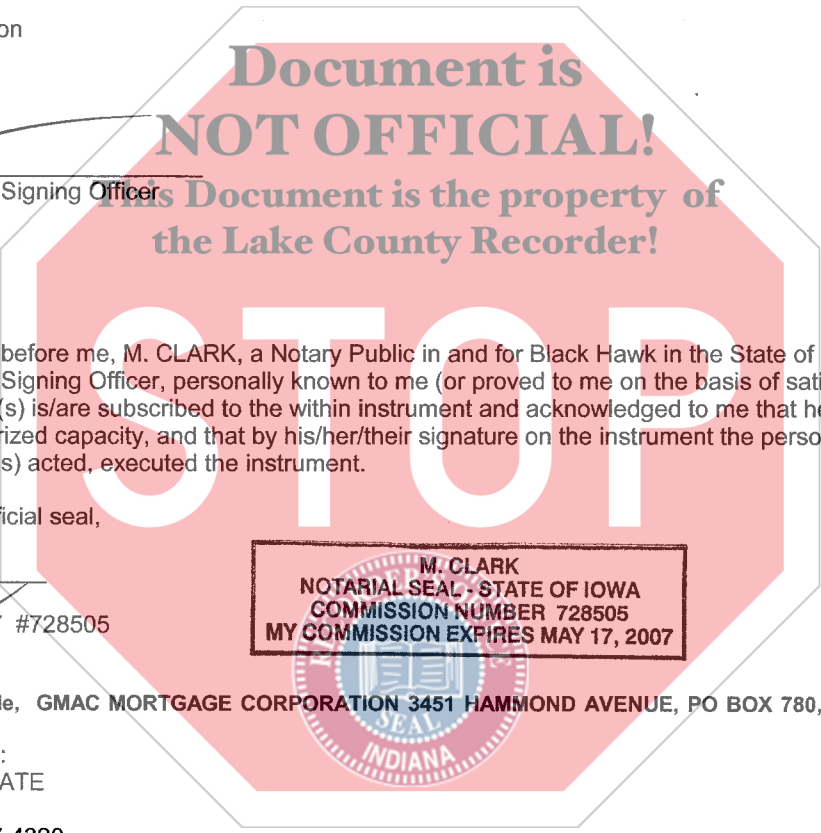 on
Document is
NOT OFFICIAL!
Signing Officer
This Document is the property of
the Lake County Recorder!
STOP
before me, M. CLARK, a Notary Public in and for Black Hawk in the State of
Signing Officer, personally known to me (or proved to me on the basis of sati
(s) is/are subscribed to the within instrument and acknowledged to me that he
rized capacity, and that by his/her/their signature on the instrument the perso
s) acted, executed the instrument.
ficial seal,
M. CLARK
NOTARIAL SEAL - STATE OF IOWA
COMMISSION NUMBER 728505
MY COMMISSION EXPIRES MAY 17, 2007
#728505
SEAL
INDIANA
le, GMAC MORTGAGE CORPORATION 3451 HAMMOND AVENUE, PO BOX 780,
:
ATE